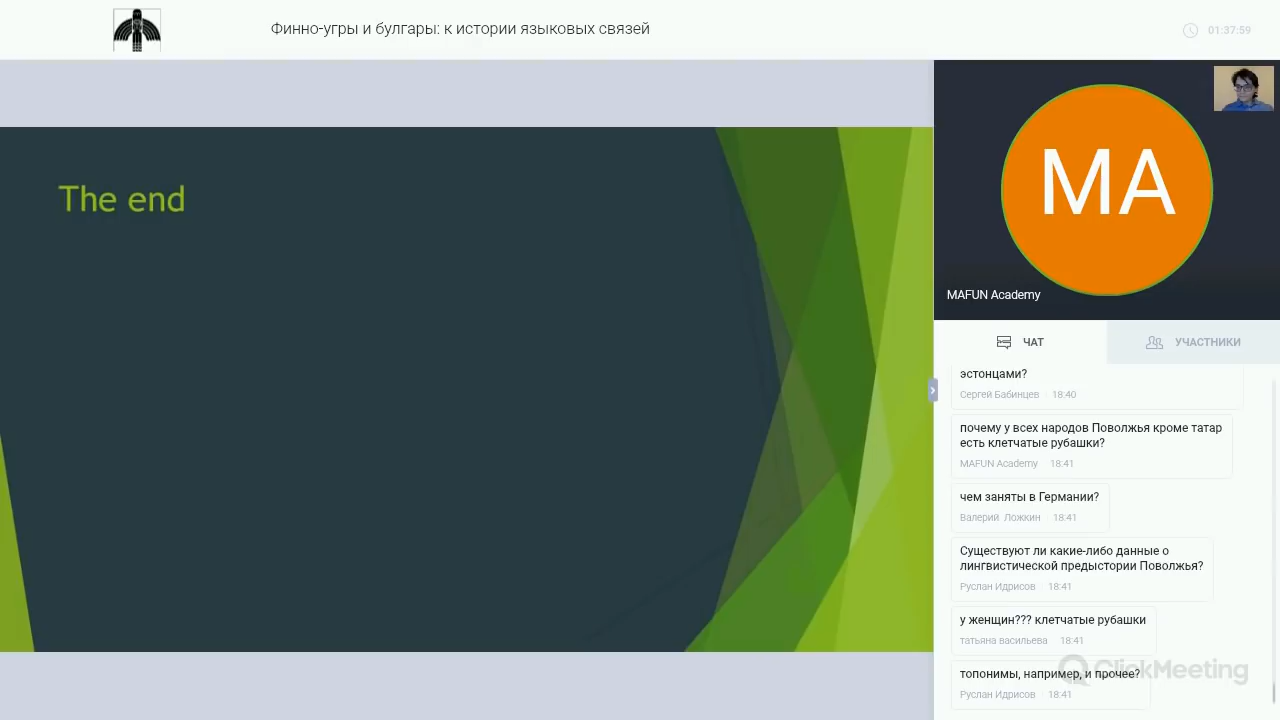 Финно-угры и булгары: к истории языковых связей
01:37:59
The end
MA
MAFUN Academy
ЧАТ
УЧАСТНИКИ
эстонцами?
Сергей Бабинцев 18:40
почему у всех народов Поволжья кроме татар
есть клетчатые рубашки?
MAFUN Academy 18:41
чем заняты в Германии?
Валерий Ложкин 18:41
Существуют ли какие-либо данные о
лингвистической предыстории Поволжья?
Руслан Идрисов 18:41
у женщин??? клетчатые рубашки
татьяна васильева 18:41
топонимы, например, и прочее?
Руслан Идрисов 18:41
ClickMeeting